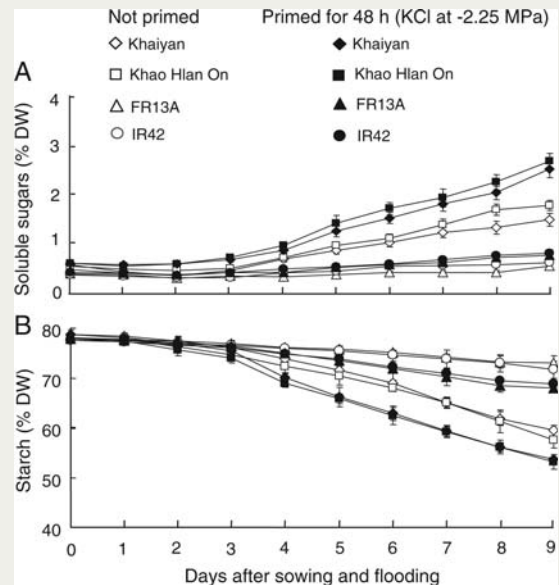 Not primed Primed for 48 h (KCl at -2.25 MPa)
Khaiyan Khaiyan
Khao Hlan On Khao Hlan On
FR13A FR13A
IR42 IR42
A
Soluble sugars (% DW)
4
3
2
1
0
B
Starch (% DW)
80
70
60
50
40
0 1 2 3 4 5 6 7 8 9
Days after sowing and flooding